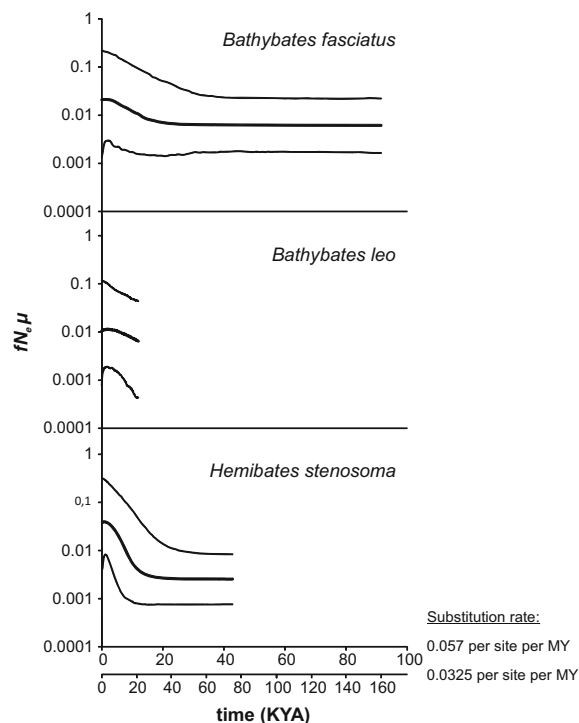 Bathybates fasciatus
1
0.1
0.01
0.001
0.0001
Bathybates leo
1
0.1
0.01
0.001
0.0001
fNeμ
Hemibates stenosoma
1
0,1
0.01
0.001
0.0001
0 20 40 60 80 100
0 20 40 60 80 100 120 140 160
time (KYA)
Substitution rate:
0.057 per site per MY
0.0325 per site per MY